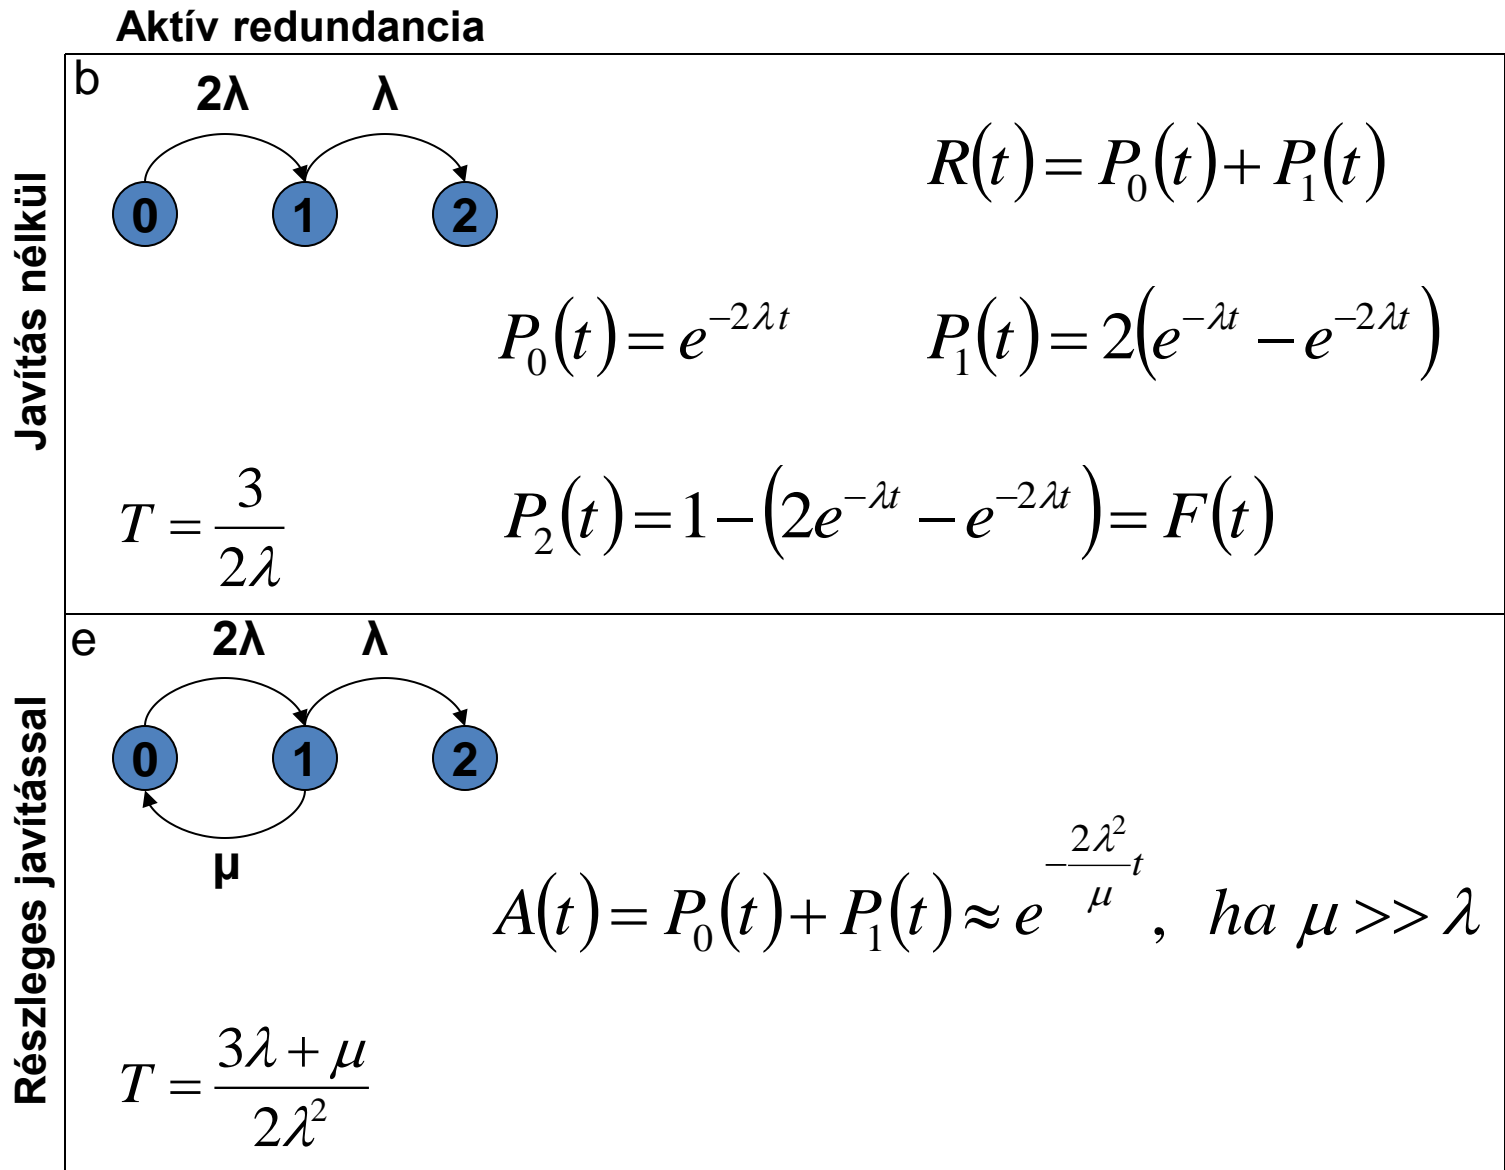 Aktív redundancia
Javítás nélkül
b
2λ λ
0 1 2
R(t) = P₀(t) + P₁(t)
P₀(t) = e^{−2λt} P₁(t) = 2(e^{−λt} − e^{−2λt})
T = 3/(2λ) P₂(t) = 1 − (2e^{−λt} − e^{−2λt}) = F(t)
Részleges javítással
e
2λ λ
0 1 2
μ
A(t) = P₀(t) + P₁(t) ≈ e^{−(2λ²/μ)t}, ha μ >> λ
T = (3λ + μ)/(2λ²)